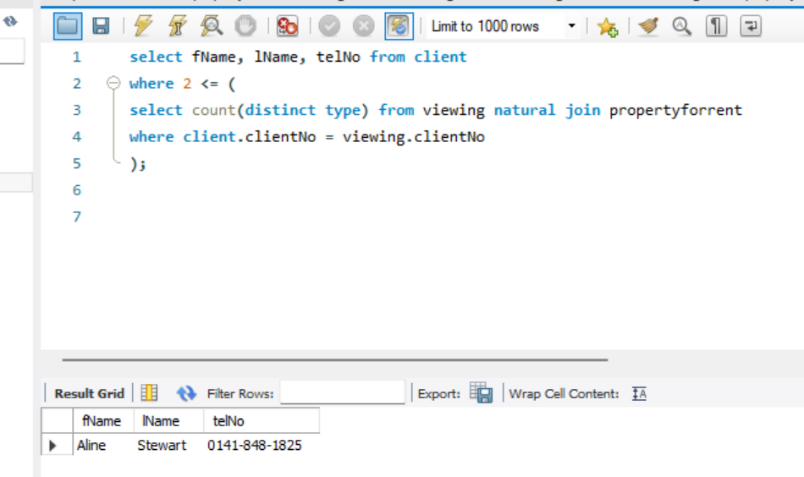 Limit to 1000 rows
1 select fName, lName, telNo from client
2 where 2 <= (
3 select count(distinct type) from viewing natural join propertyforrent
4 where client.clientNo = viewing.clientNo
5 );
6
7
Result Grid Filter Rows: Export: Wrap Cell Content:
fName lName telNo
Aline Stewart 0141-848-1825